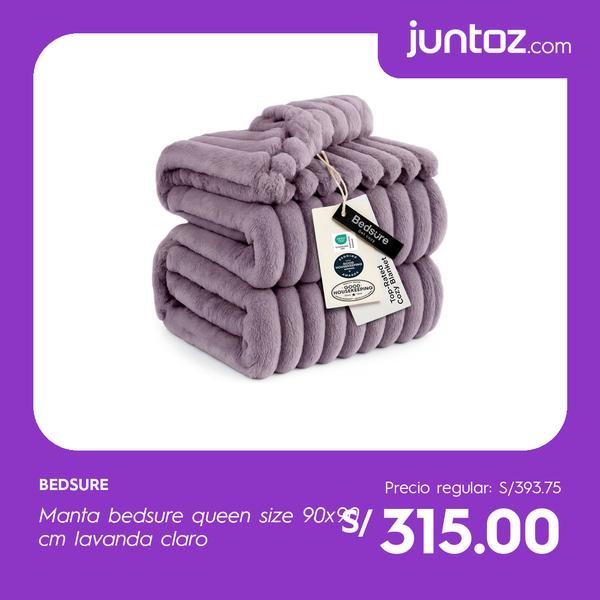 juntoz.com
Bedsure
GOOD
HOUSEKEEPING
Top-Rated
Cozy Blanket
BEDSURE
Precio regular: S/393.75
Manta bedsure queen size 90x90
cm lavanda claro
S/ 315.00